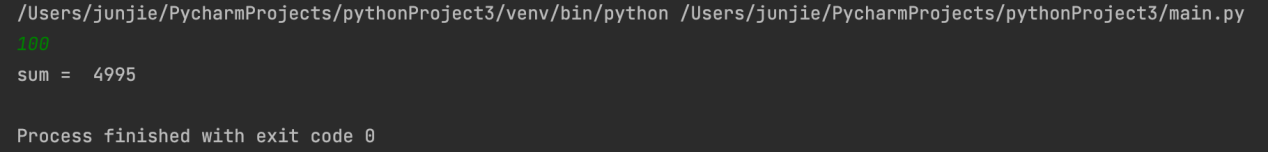 /Users/junjie/PycharmProjects/pythonProject3/venv/bin/python /Users/junjie/PycharmProjects/pythonProject3/main.py
100
sum =  4995
Process finished with exit code 0